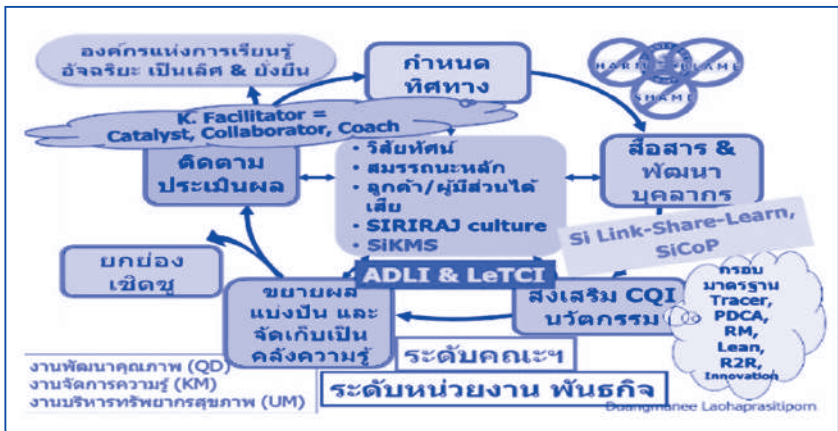 องค์กรแห่งการเรียนรู้
อัจฉริยะ เป็นเลิศ & ยั่งยืน
กำหนด
ทิศทาง
HARM
BLAME
SHAME
K. Facilitator =
Catalyst, Collaborator, Coach
ติดตาม
ประเมินผล
• วิสัยทัศน์
• สมรรถนะหลัก
• ลูกค้า/ผู้มีส่วนได้
เสีย
• SIRIRAJ culture
• SiKMS
สื่อสาร &
พัฒนา
บุคลากร
Si Link-Share-Learn,
SiCoP
ยกย่อง
เชิดชู
ADLI & LeTCI
ขยายผล
แบ่งปัน และ
จัดเก็บเป็น
คลังความรู้
ส่งเสริม CQI
นวัตกรรม
กรอบ
มาตรฐาน
Tracer,
PDCA,
RM,
Lean,
R2R,
Innovation
ระดับคณะฯ
ระดับหน่วยงาน พันธกิจ
งานพัฒนาคุณภาพ (QD)
งานจัดการความรู้ (KM)
งานบริหารทรัพยากรสุขภาพ (UM)
Duangmanee Laohaprasitiporn